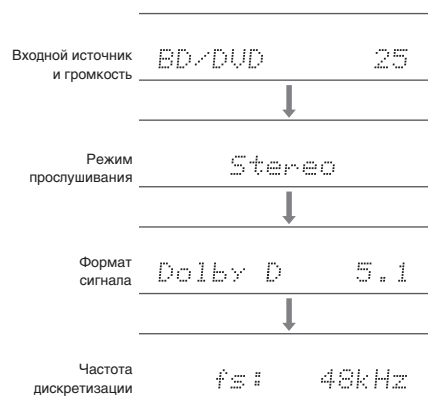 Входной источник
и громкость
BD/DVD 25
Режим
прослушивания
Stereo
Формат
сигнала
Dolby D 5.1
Частота
дискретизации
fs: 48kHz